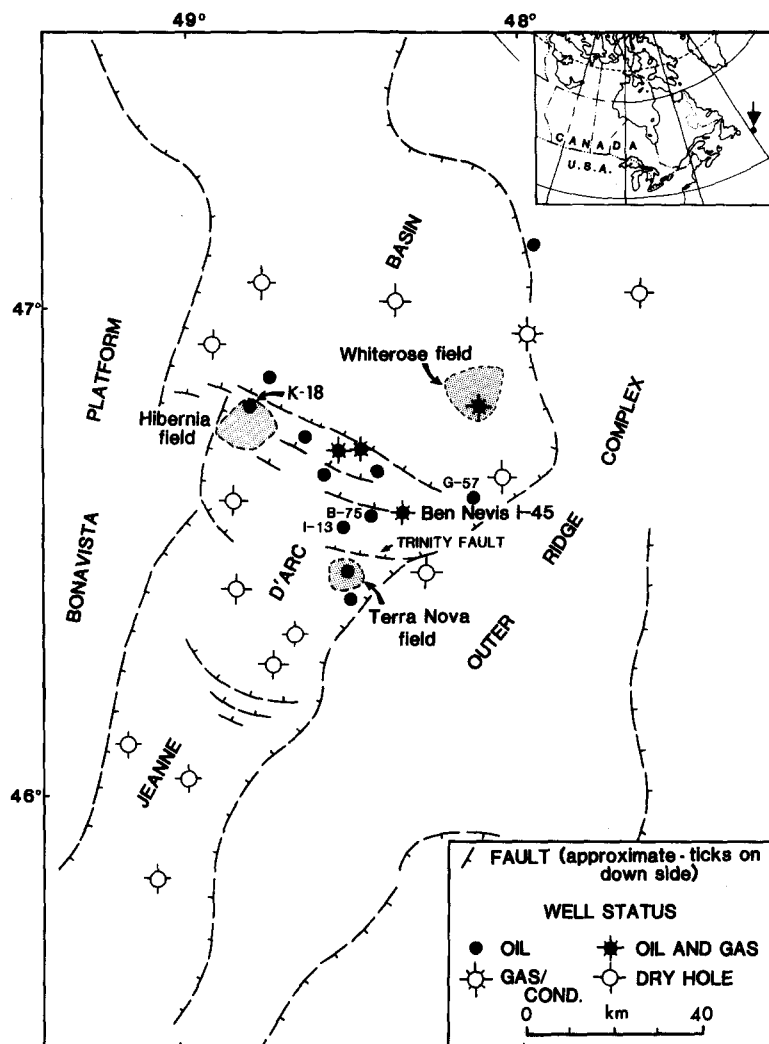 49°
48°
CANADA
U.S.A.
BASIN
47°
PLATFORM
Whiterose field
K-18
Hibernia
field
COMPLEX
G-57
B-75
Ben Nevis I-45
I-13
TRINITY FAULT
RIDGE
BONAVISTA
D'ARC
Terra Nova
field
OUTER
JEANNE
46°
FAULT (approximate - ticks on
down side)
WELL STATUS
OIL
OIL AND GAS
GAS/
COND.
DRY HOLE
0 km 40